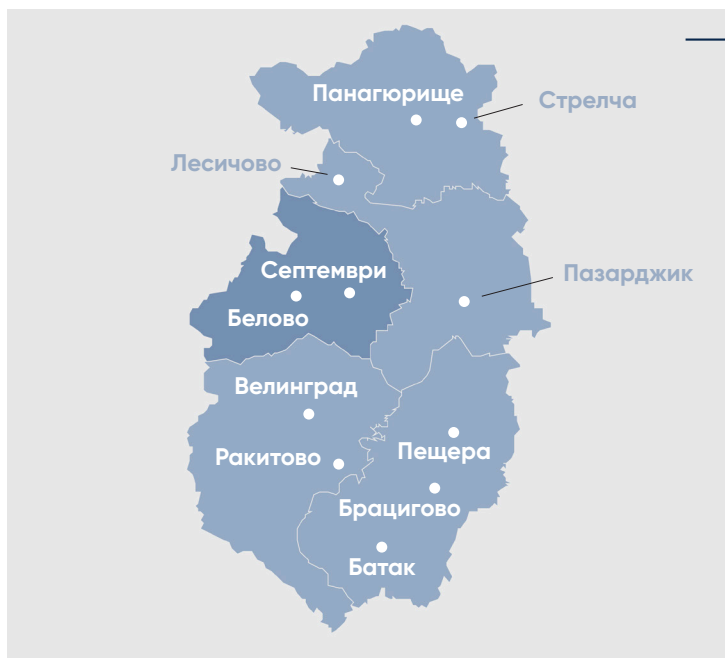 Панагюрище
Стрелча
Лесичово
Септември
Пазарджик
Белово
Велинград
Пещера
Ракитово
Брацигово
Батак